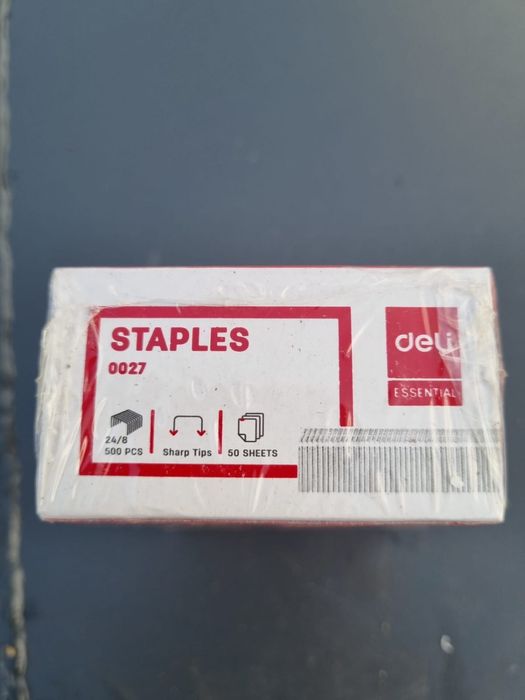 STAPLES
0027
deli
ESSENTIAL
24/8
500 PCS
Sharp Tips
50 SHEETS